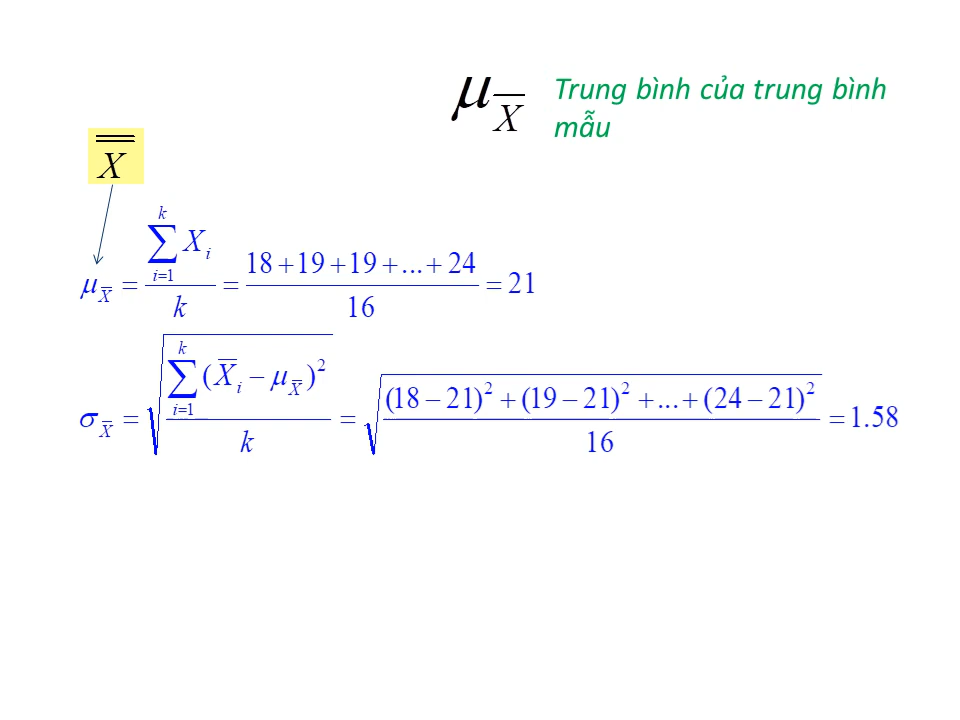 μ_X̄ Trung bình của trung bình
mẫu
X̿
μ_X̄ = (∑_{i=1}^{k} X_i) / k = (18 + 19 + 19 + ... + 24) / 16 = 21
σ_X̄ = √((∑_{i=1}^{k} (X̄_i − μ_X̄)²) / k) = √(((18 − 21)² + (19 − 21)² + ... + (24 − 21)²) / 16) = 1.58